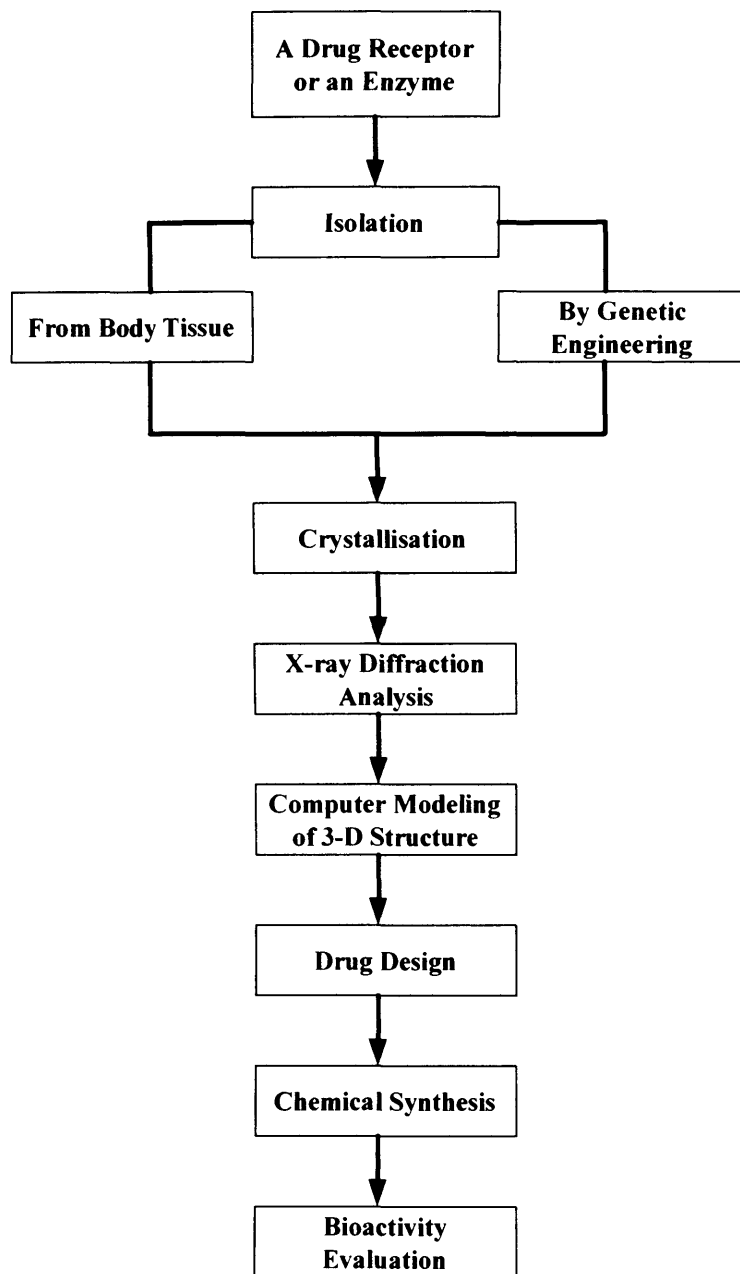 A Drug Receptor
or an Enzyme
Isolation
From Body Tissue
By Genetic
Engineering
Crystallisation
X-ray Diffraction
Analysis
Computer Modeling
of 3-D Structure
Drug Design
Chemical Synthesis
Bioactivity
Evaluation